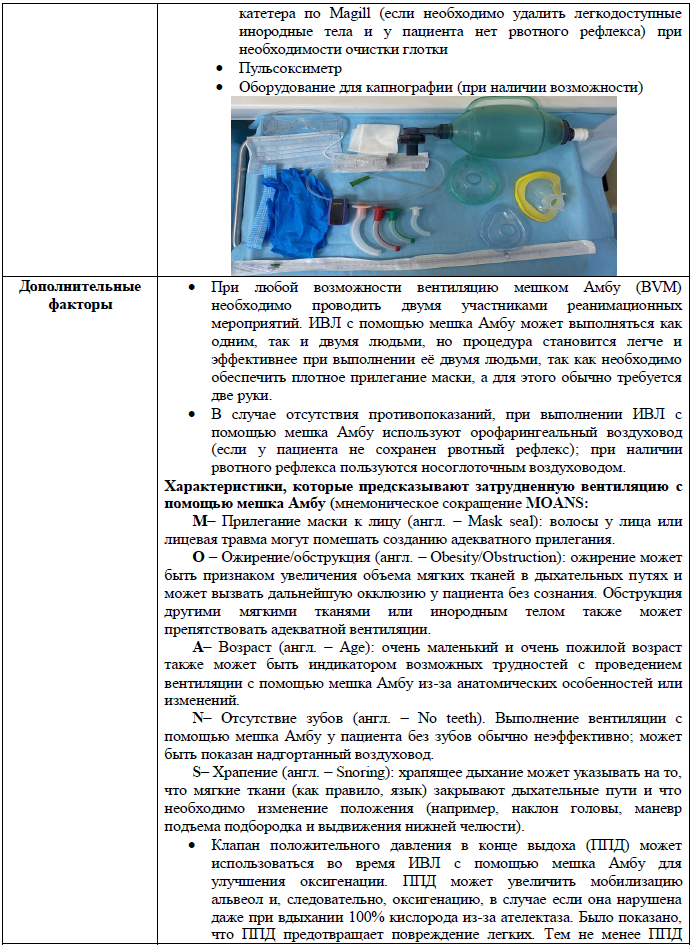 катетера по Magill (если необходимо удалить легкодоступные
инородные тела и у пациента нет рвотного рефлекса) при
необходимости очистки глотки
• Пульсоксиметр
• Оборудование для капнографии (при наличии возможности)
Дополнительные
факторы
• При любой возможности вентиляцию мешком Амбу (BVM)
необходимо проводить двумя участниками реанимационных
мероприятий. ИВЛ с помощью мешка Амбу может выполняться как
одним, так и двумя людьми, но процедура становится легче и
эффективнее при выполнении её двумя людьми, так как необходимо
обеспечить плотное прилегание маски, а для этого обычно требуется
две руки.
• В случае отсутствия противопоказаний, при выполнении ИВЛ с
помощью мешка Амбу используют орофарингеальный воздуховод
(если у пациента не сохранен рвотный рефлекс); при наличии
рвотного рефлекса пользуются носоглоточным воздуховодом.
Характеристики, которые предсказывают затрудненную вентиляцию с
помощью мешка Амбу (мнемоническое сокращение MOANS:
M– Прилегание маски к лицу (англ. – Mask seal): волосы у лица или
лицевая травма могут помешать созданию адекватного прилегания.
O – Ожирение/обструкция (англ. – Obesity/Obstruction): ожирение может
быть признаком увеличения объема мягких тканей в дыхательных путях и
может вызвать дальнейшую окклюзию у пациента без сознания. Обструкция
другими мягкими тканями или инородным телом также может
препятствовать адекватной вентиляции.
A– Возраст (англ. – Age): очень маленький и очень пожилой возраст
также может быть индикатором возможных трудностей с проведением
вентиляции с помощью мешка Амбу из-за анатомических особенностей или
изменений.
N– Отсутствие зубов (англ. – No teeth). Выполнение вентиляции с
помощью мешка Амбу у пациента без зубов обычно неэффективно; может
быть показан надгортанный воздуховод.
S– Храпение (англ. – Snoring): храпящее дыхание может указывать на то,
что мягкие ткани (как правило, язык) закрывают дыхательные пути и что
необходимо изменение положения (например, наклон головы, маневр
подъема подбородка и выдвижения нижней челюсти).
• Клапан положительного давления в конце выдоха (ППД) может
использоваться во время ИВЛ с помощью мешка Амбу для
улучшения оксигенации. ППД может увеличить мобилизацию
альвеол и, следовательно, оксигенацию, в случае если она нарушена
даже при вдыхании 100% кислорода из-за ателектаза. Было показано,
что ППД предотвращает повреждение легких. Тем не менее ППД